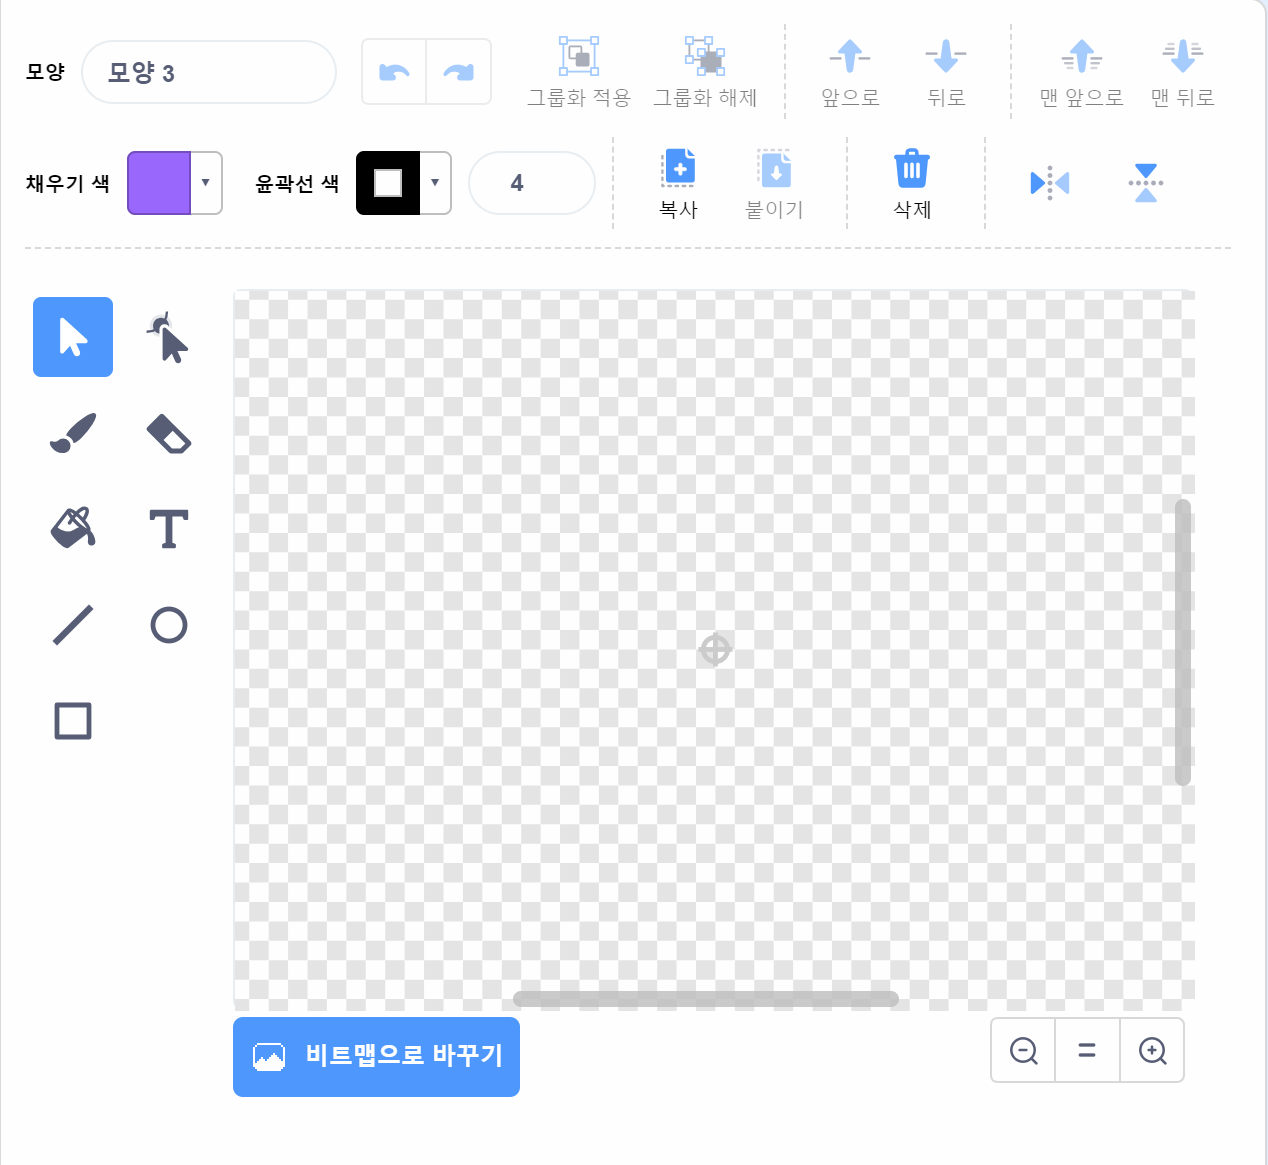 모양
모양 3
그룹화 적용
그룹화 해제
앞으로
뒤로
맨 앞으로
맨 뒤로
채우기 색
윤곽선 색
4
복사
붙이기
삭제
비트맵으로 바꾸기